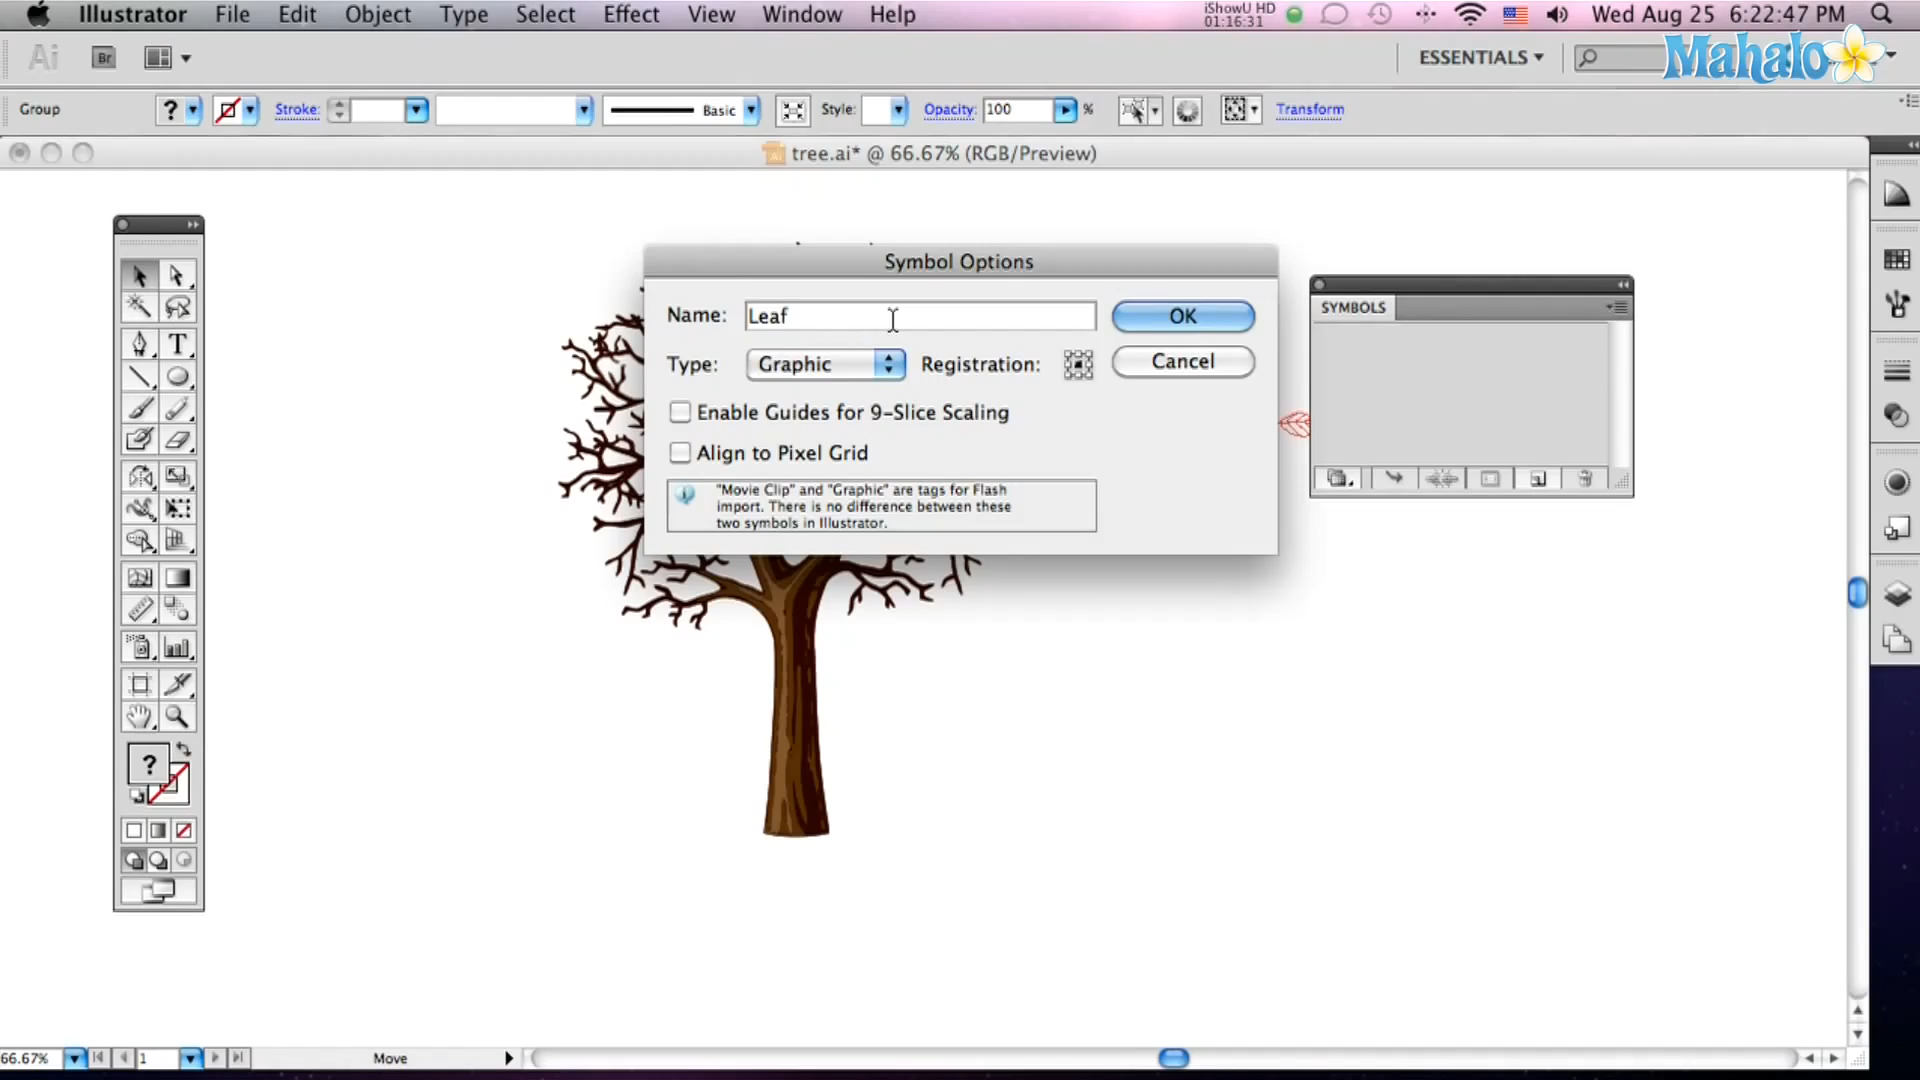 Illustrator File Edit Object Type Select Effect View Window Help iShowU HD 01:16:31 Wed Aug 25 6:22:47 PM
Ai Br ESSENTIALS Mahalo
Group ? Stroke: Basic Style: Opacity: 100 % Transform
tree.ai* @ 66.67% (RGB/Preview)
Symbol Options
Name: Leaf OK
SYMBOLS
Type: Graphic Registration: Cancel
Enable Guides for 9-Slice Scaling
Align to Pixel Grid
"Movie Clip" and "Graphic" are tags for Flash
import. There is no difference between these
two symbols in Illustrator.
T
?
66.67% 1 Move